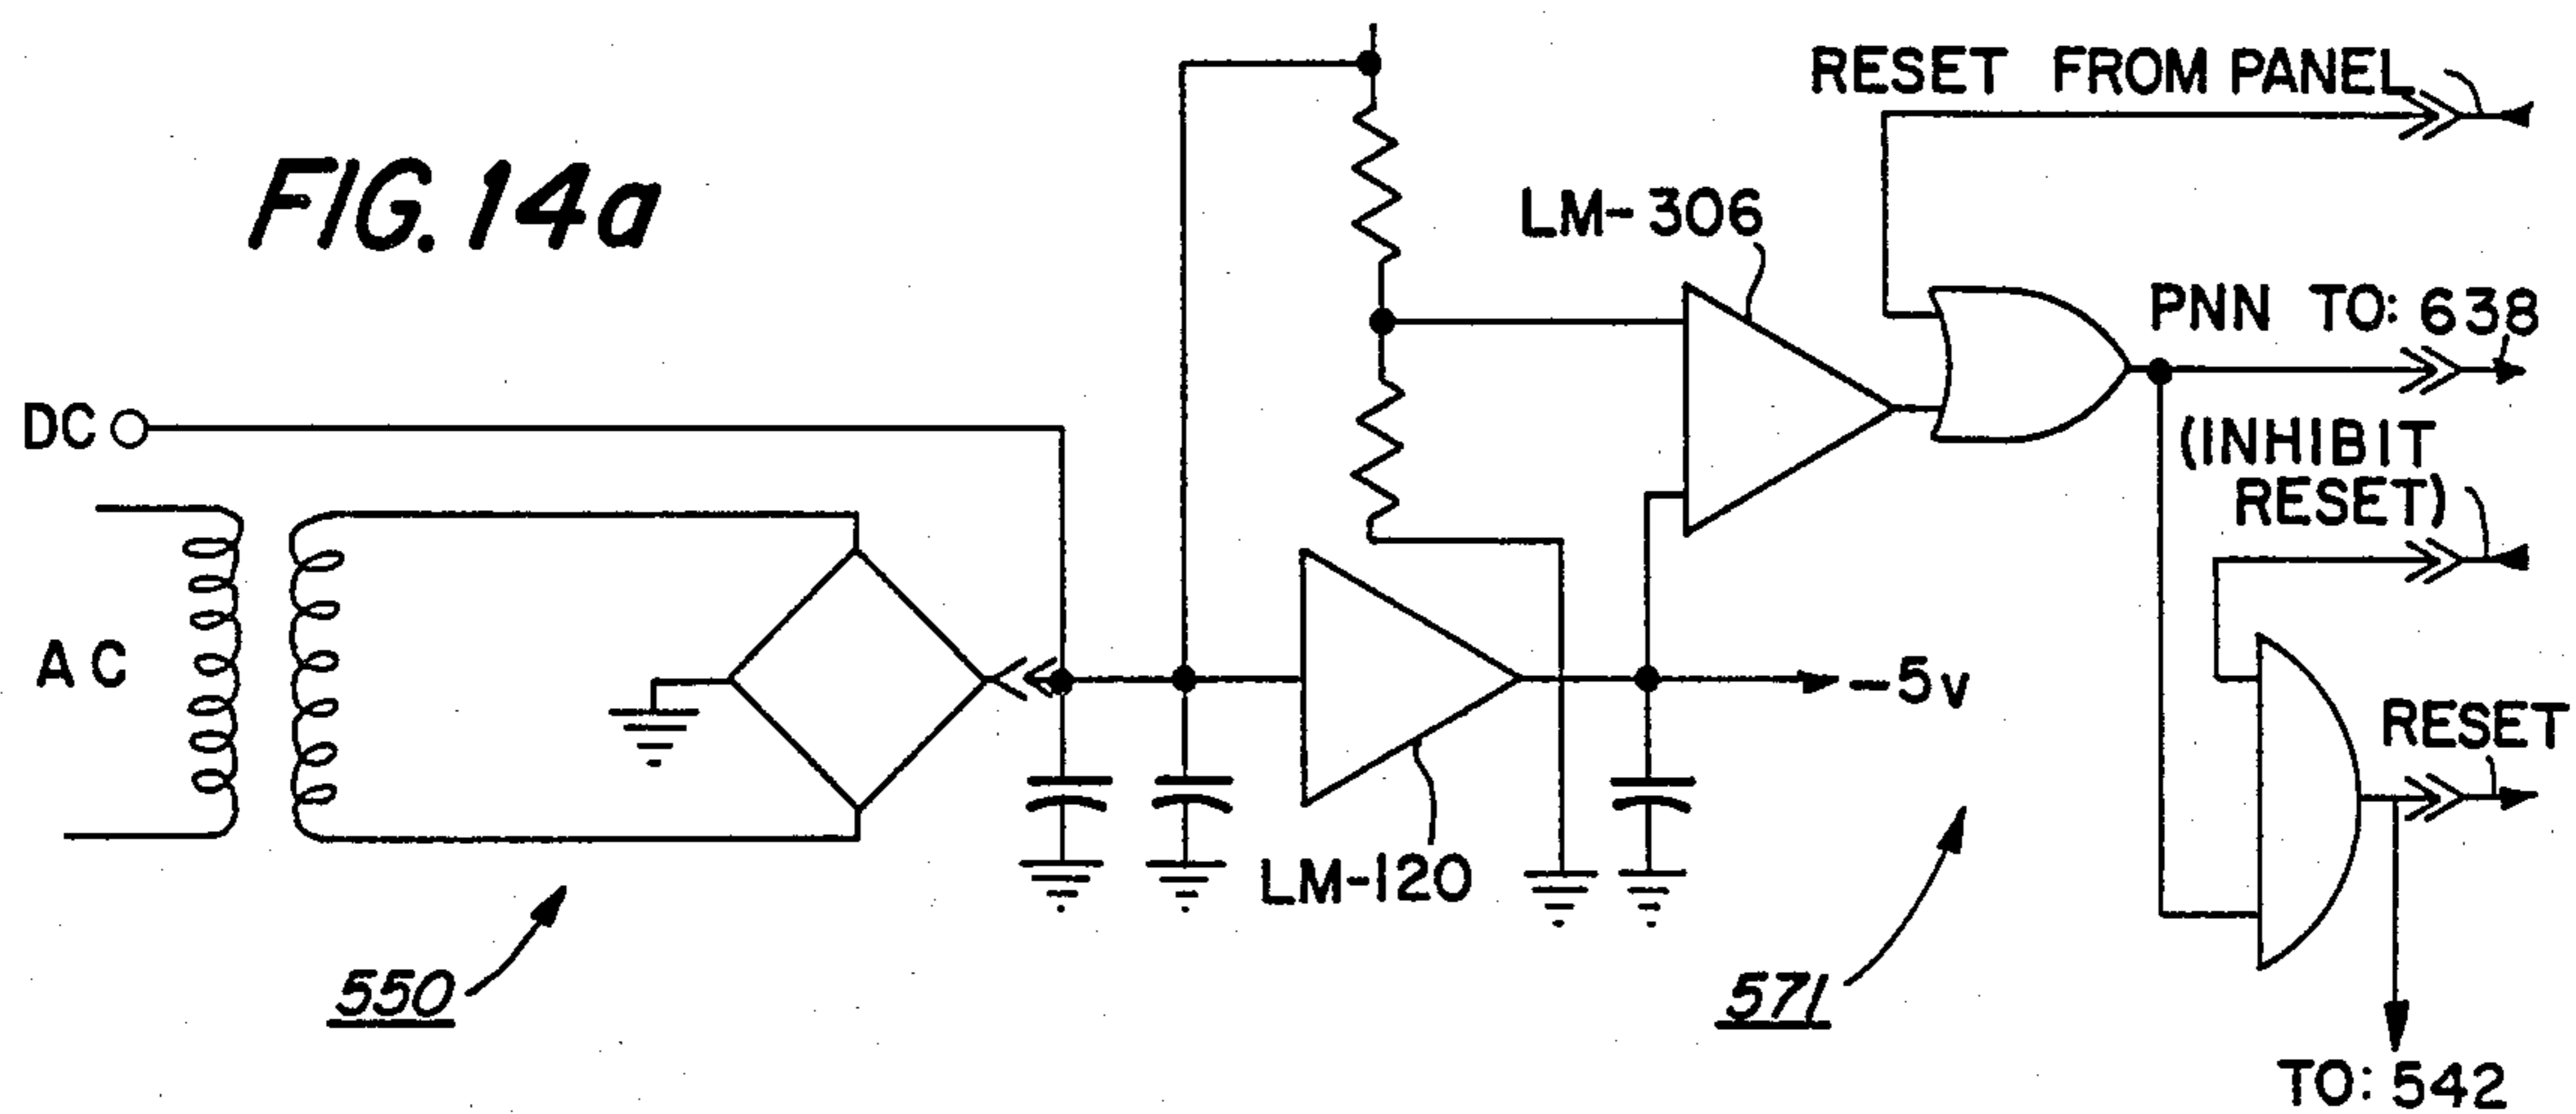 FIG. 14a
RESET FROM PANEL
LM-306
PNN TO: 638
DC
(INHIBIT
RESET)
AC
-5v
RESET
LM-120
550
571
TO: 542